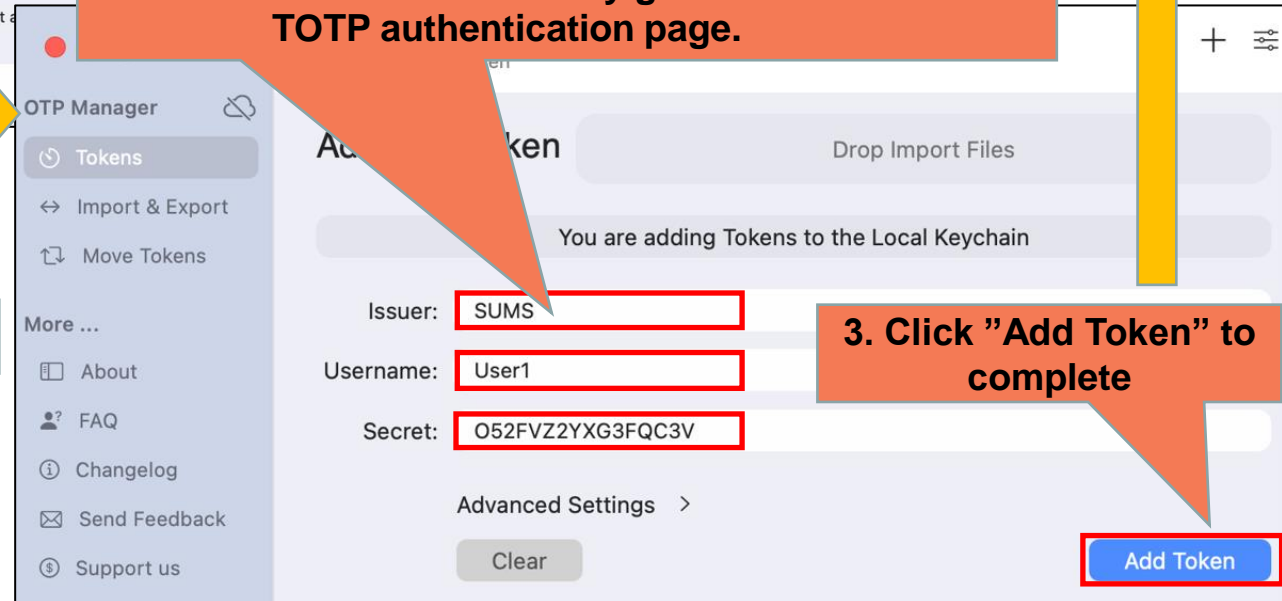 TOTP authentication page.
OTP Manager
Tokens
Drop Import Files
Import & Export
You are adding Tokens to the Local Keychain
Move Tokens
Issuer: SUMS
More ...
3. Click ”Add Token” to
complete
About
Username: User1
FAQ
Secret: O52FVZ2YXG3FQC3V
Changelog
Advanced Settings >
Send Feedback
Clear
Add Token
Support us